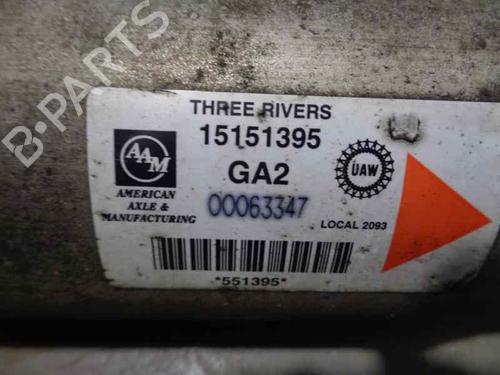 B-PARTS
THREE RIVERS
15151395
AAM
GA2
UAW
AMERICAN
AXLE &
MANUFACTURING
00063347
LOCAL 2093
*551395*